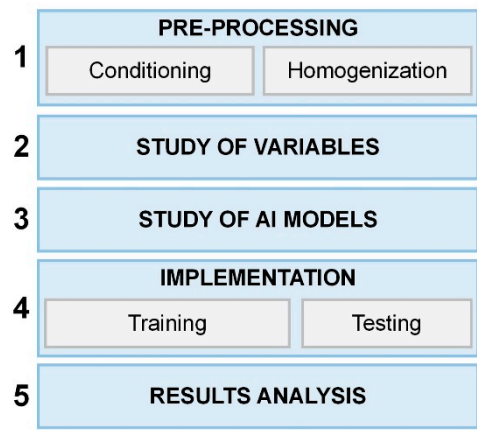 PRE-PROCESSING
1
Conditioning
Homogenization
2
STUDY OF VARIABLES
3
STUDY OF AI MODELS
IMPLEMENTATION
4
Training
Testing
5
RESULTS ANALYSIS